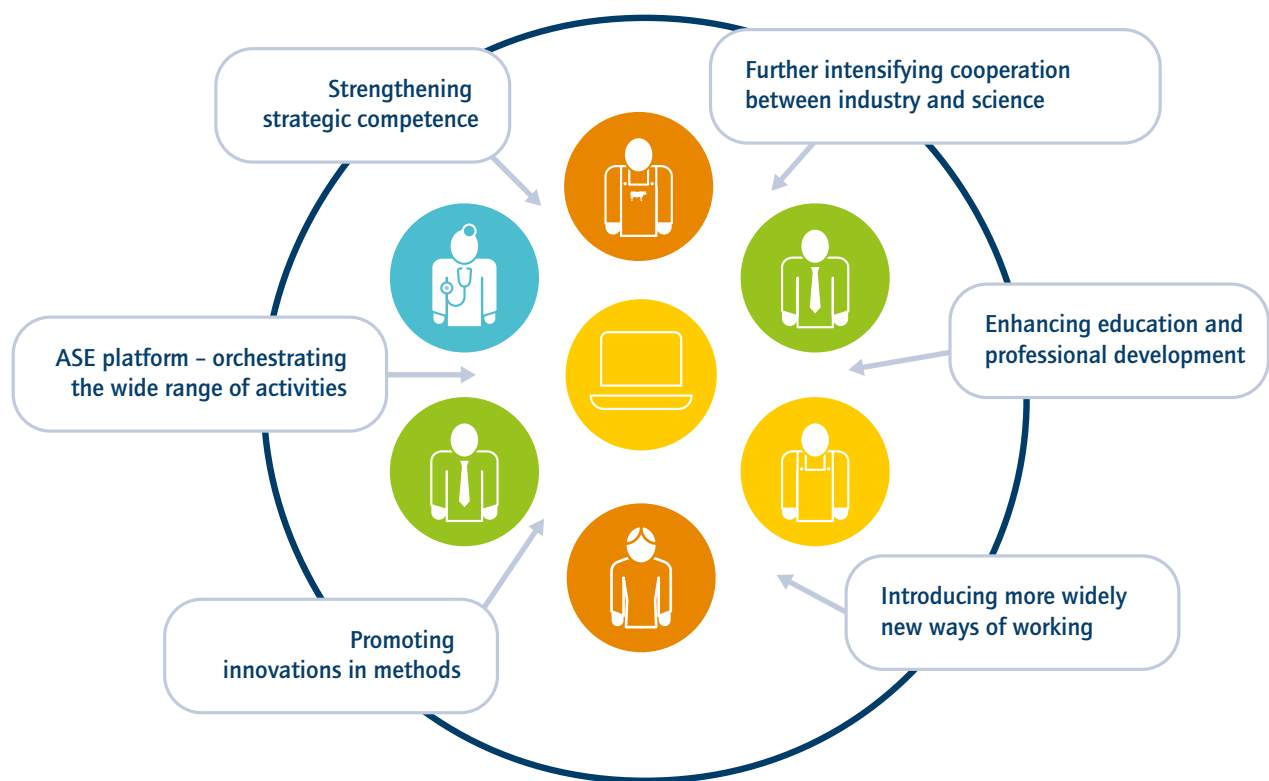 Strengthening
strategic competence
Further intensifying cooperation
between industry and science
ASE platform – orchestrating
the wide range of activities
Enhancing education and
professional development
Promoting
innovations in methods
Introducing more widely
new ways of working